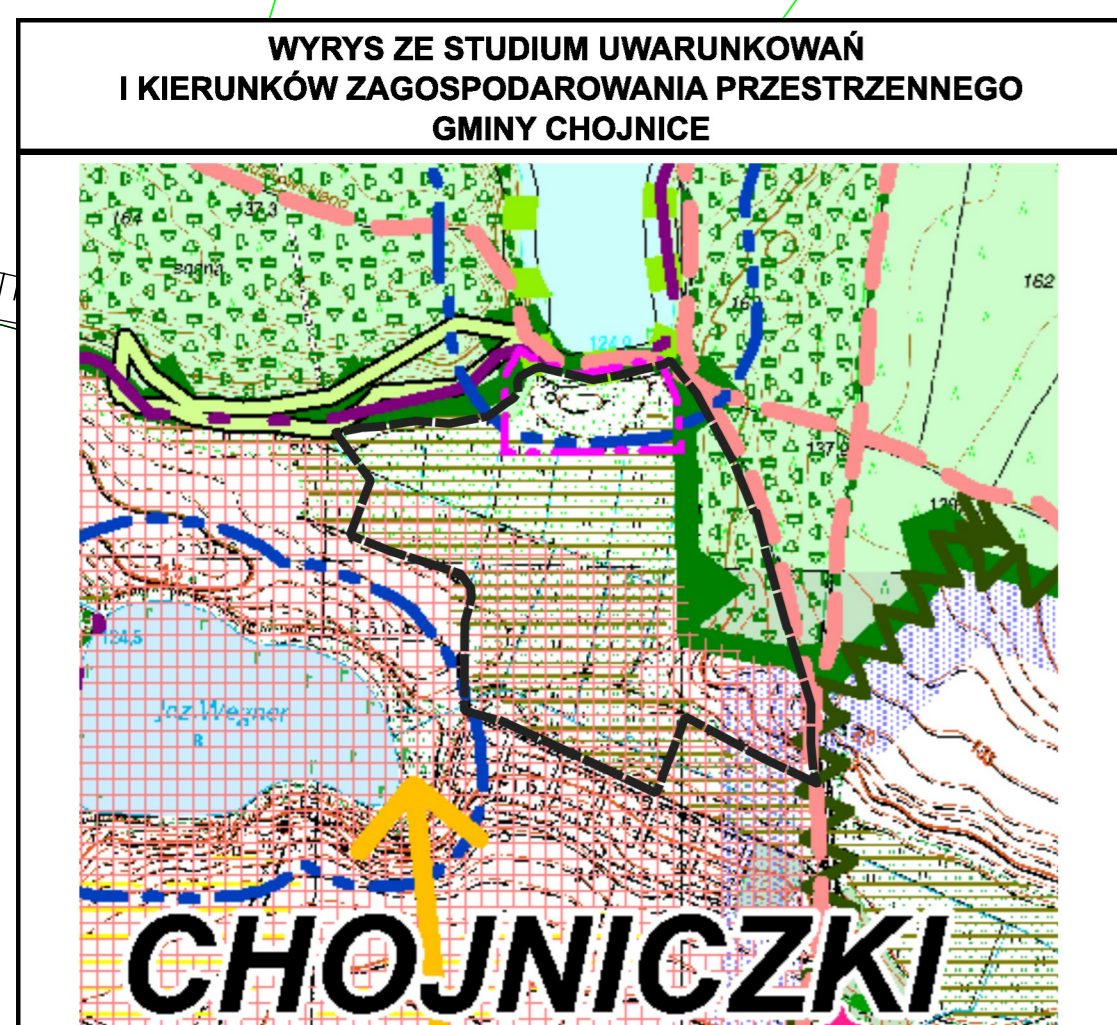 WYRYS ZE STUDIUM UWARUNKOWAŃ
I KIERUNKÓW ZAGOSPODAROWANIA PRZESTRZENNEGO
GMINY CHOJNICE
164
137,3
sosna
162
124,9
124,5
Jez. Wegner
CHOJNICZKI